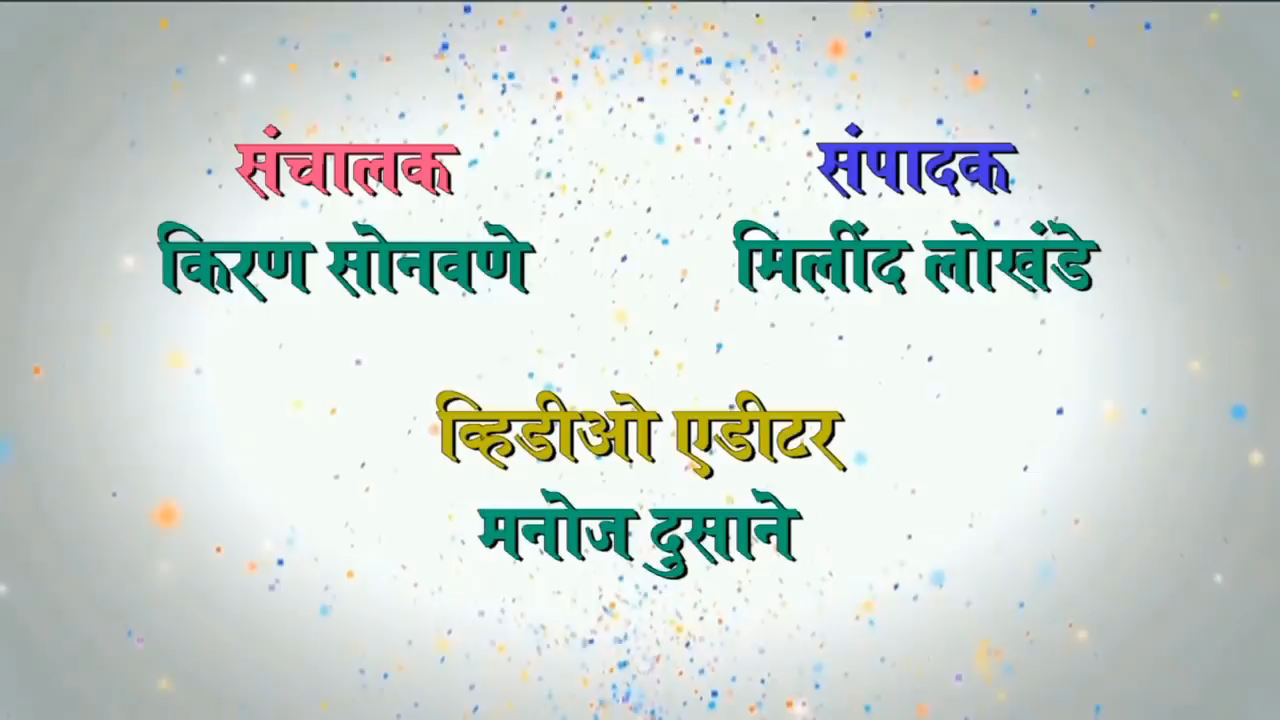 संचालक
किरण सोनवणे
संपादक
मिलींद लोखंडे
व्हिडीओ एडीटर
मनोज दुसाने